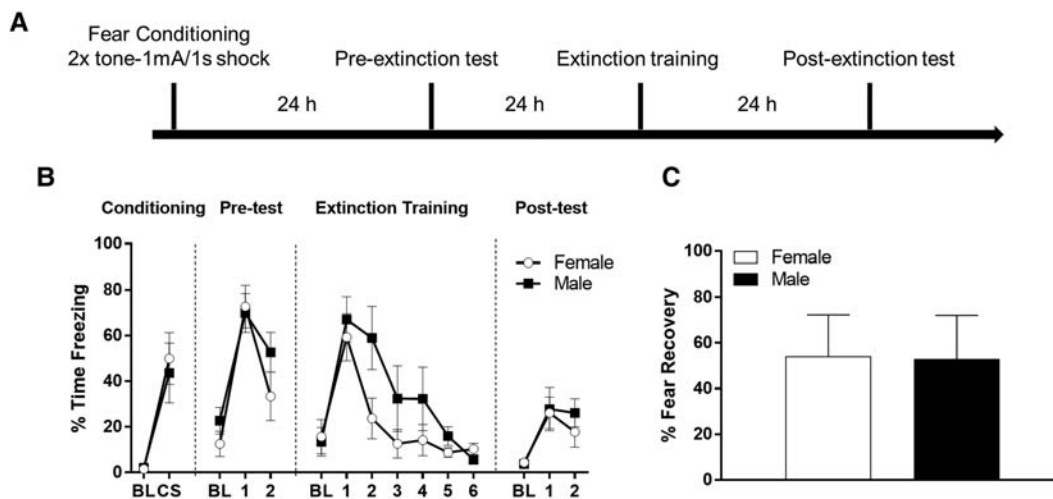 A
Fear Conditioning
2x tone-1mA/1s shock
Pre-extinction test
Extinction training
Post-extinction test
24 h
24 h
24 h
B
Conditioning
Pre-test
Extinction Training
Post-test
% Time Freezing
100
80
60
40
20
0
Female
Male
BL CS
BL 1 2
BL 1 2 3 4 5 6
BL 1 2
C
% Fear Recovery
100
80
60
40
20
0
Female
Male